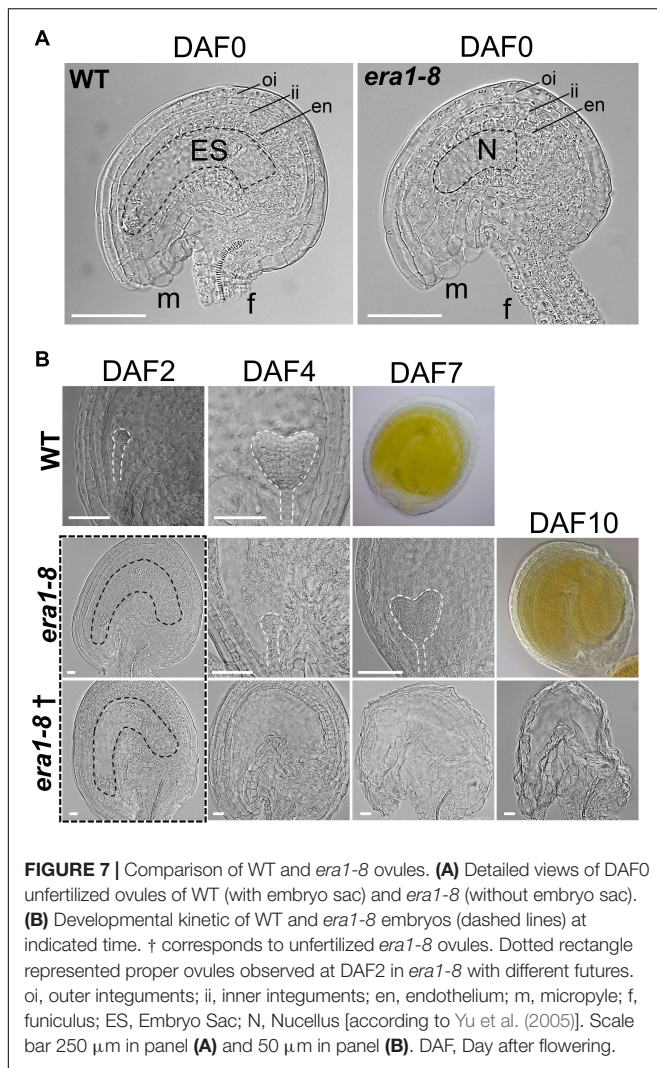 A
DAF0
DAF0
WT
oi
ii
en
ES
m
f
era1-8
oi
ii
en
N
m
f
B
DAF2
DAF4
DAF7
WT
DAF10
era1-8
era1-8 †
FIGURE 7 | Comparison of WT and era1-8 ovules. (A) Detailed views of DAF0
unfertilized ovules of WT (with embryo sac) and era1-8 (without embryo sac).
(B) Developmental kinetic of WT and era1-8 embryos (dashed lines) at
indicated time. † corresponds to unfertilized era1-8 ovules. Dotted rectangle
represented proper ovules observed at DAF2 in era1-8 with different futures.
oi, outer integuments; ii, inner integuments; en, endothelium; m, micropyle; f,
funiculus; ES, Embryo Sac; N, Nucellus [according to Yu et al. (2005)]. Scale
bar 250 μm in panel (A) and 50 μm in panel (B). DAF, Day after flowering.